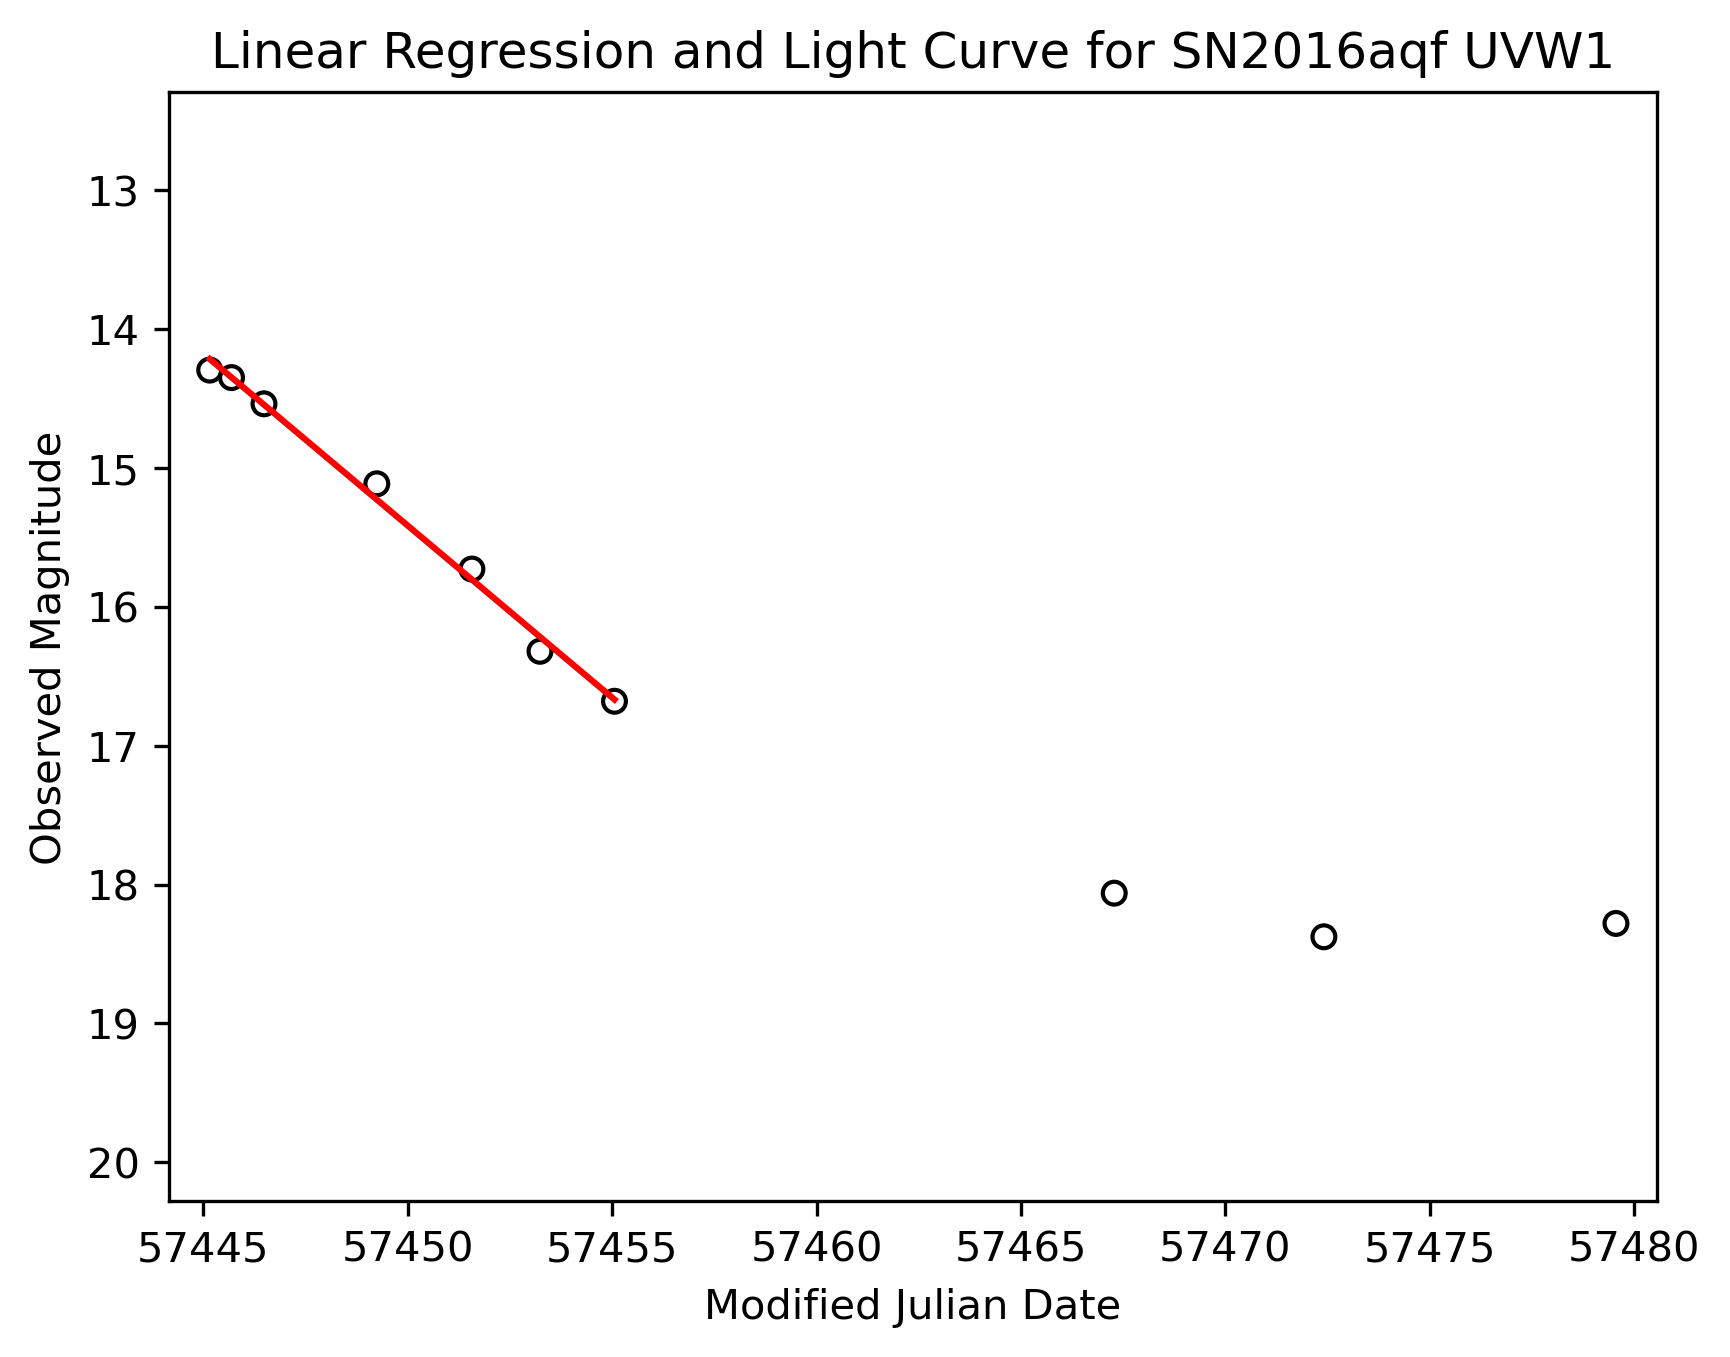 Linear Regression and Light Curve for SN2016aqf UVW1
Observed Magnitude
13
14
15
16
17
18
19
20
57445 57450 57455 57460 57465 57470 57475 57480
Modified Julian Date